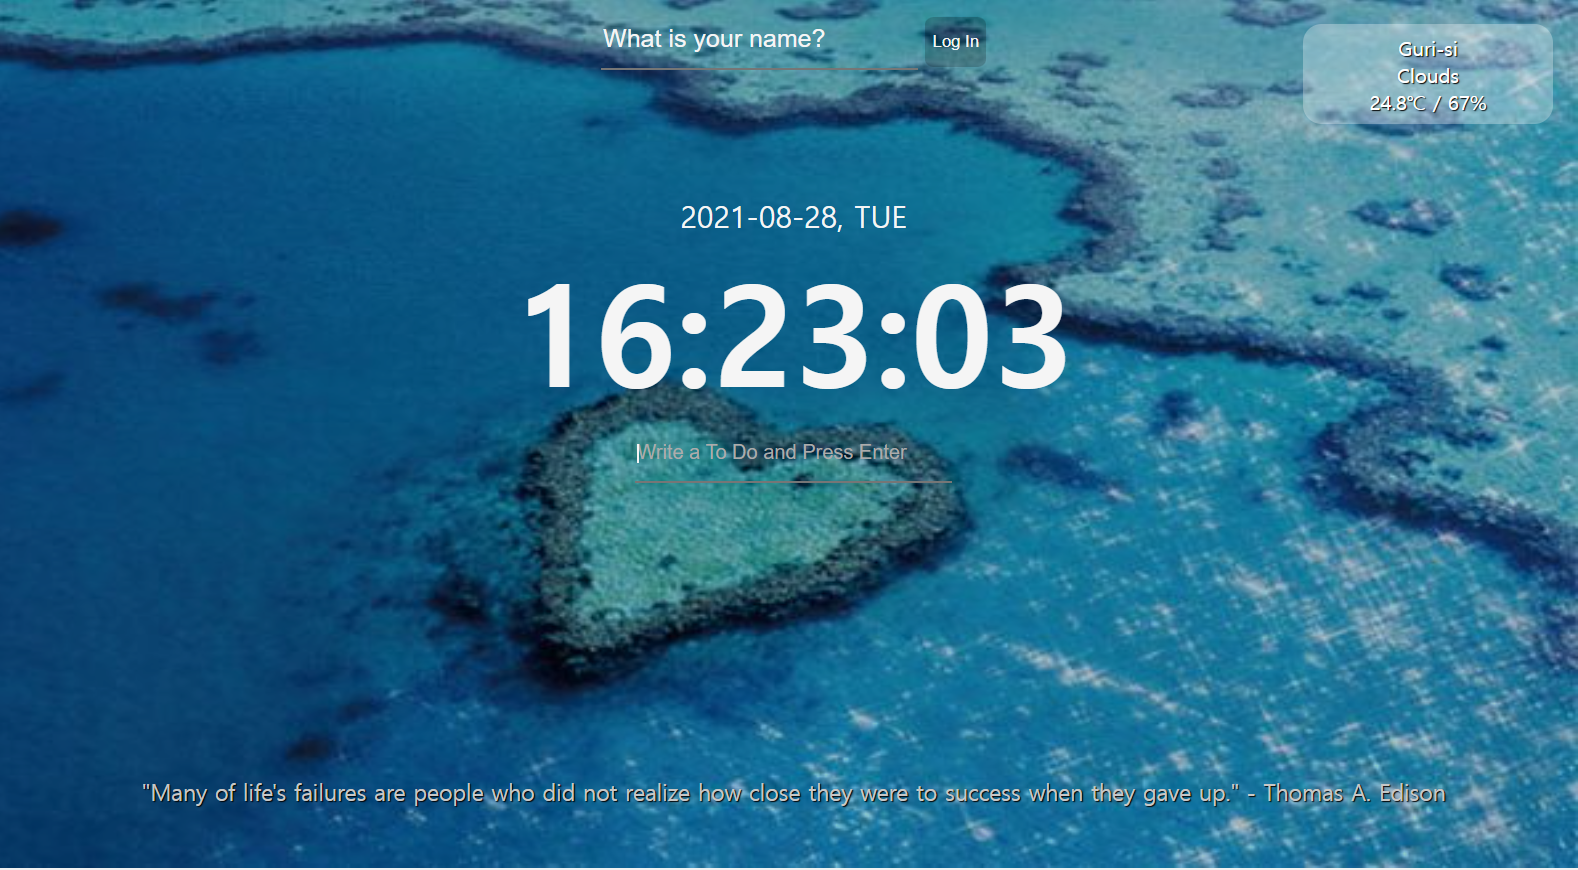 What is your name?
Log In
Guri-si
Clouds
24.8℃ / 67%
2021-08-28, TUE
16:23:03
Write a To Do and Press Enter
"Many of life's failures are people who did not realize how close they were to success when they gave up." - Thomas A. Edison